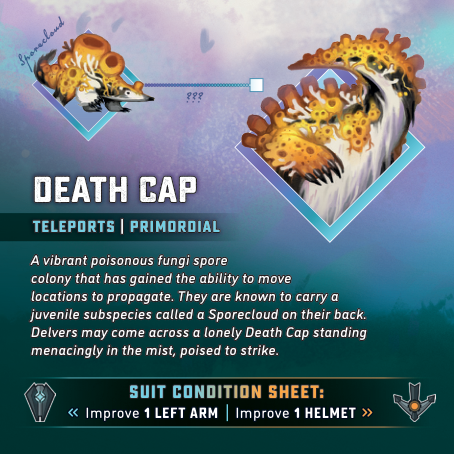 Sporecloud
???
DEATH CAP
TELEPORTS | PRIMORDIAL
A vibrant poisonous fungi spore
colony that has gained the ability to move
locations to propagate. They are known to carry a
juvenile subspecies called a Sporecloud on their back.
Delvers may come across a lonely Death Cap standing
menacingly in the mist, poised to strike.
SUIT CONDITION SHEET:
« Improve 1 LEFT ARM | Improve 1 HELMET »